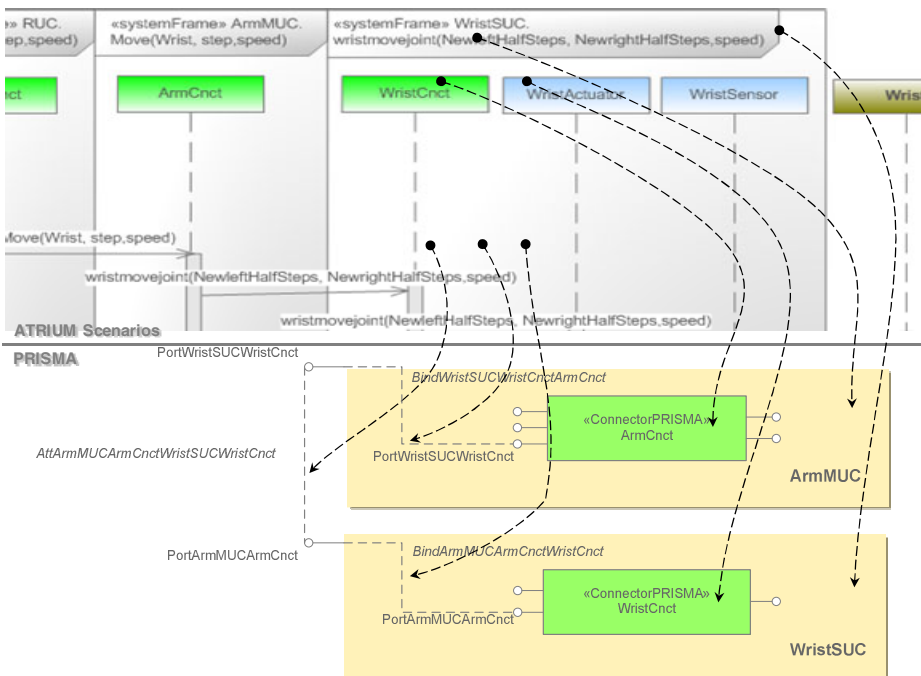 » RUC.
ep,speed)
«systemFrame» ArmMUC.
Move(Wrist, step,speed)
«systemFrame» WristSUC.
wristmovejoint(NewleftHalfSteps, NewrightHalfSteps,speed)
ArmCnct
WristCnct
WristActuator
WristSensor
Move(Wrist, step,speed)
wristmovejoint(NewleftHalfSteps, NewrightHalfSteps,speed)
wristmovejoint(NewleftHalfSteps, NewrightHalfSteps,speed)
ATRIUM Scenarios
PRISMA
PortWristSUCWristCnct
BindWristSUCWristCnctArmCnct
«ConnectorPRISMA»
ArmCnct
AttArmMUCArmCnctWristSUCWristCnct
PortWristSUCWristCnct
ArmMUC
PortArmMUCArmCnct
BindArmMUCArmCnctWristCnct
«ConnectorPRISMA»
WristCnct
PortArmMUCArmCnct
WristSUC